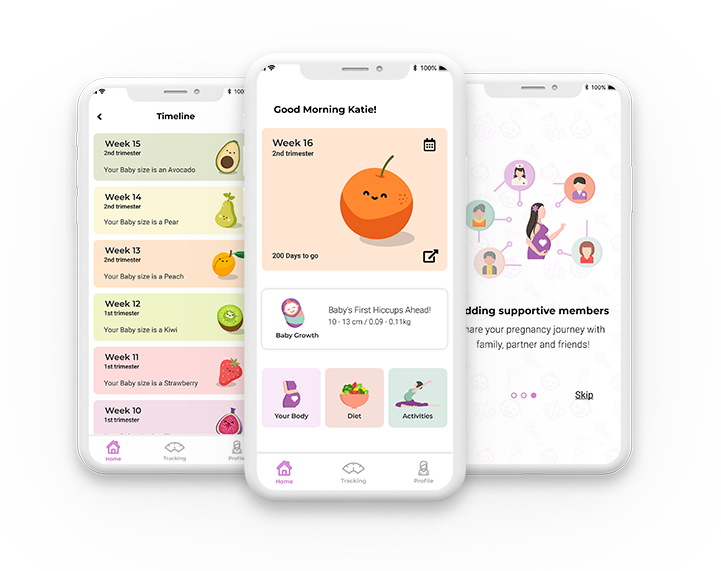 100%
Timeline
Week 15
2nd trimester
Your Baby size is an Avocado
Week 14
2nd trimester
Your Baby size is a Pear
Week 13
2nd trimester
Your Baby size is a Peach
Week 12
1st trimester
Your Baby size is a Kiwi
Week 11
1st trimester
Your Baby size is a Strawberry
Week 10
1st trimester
Home
Tracking
Profile
100%
Good Morning Katie!
Week 16
2nd trimester
200 Days to go
Baby's First Hiccups Ahead!
10 - 13 cm / 0.09 - 0.11kg
Baby Growth
Your Body
Diet
Activities
Home
Tracking
Profile
100%
dding supportive members
hare your pregnancy journey with
family, partner and friends!
Skip